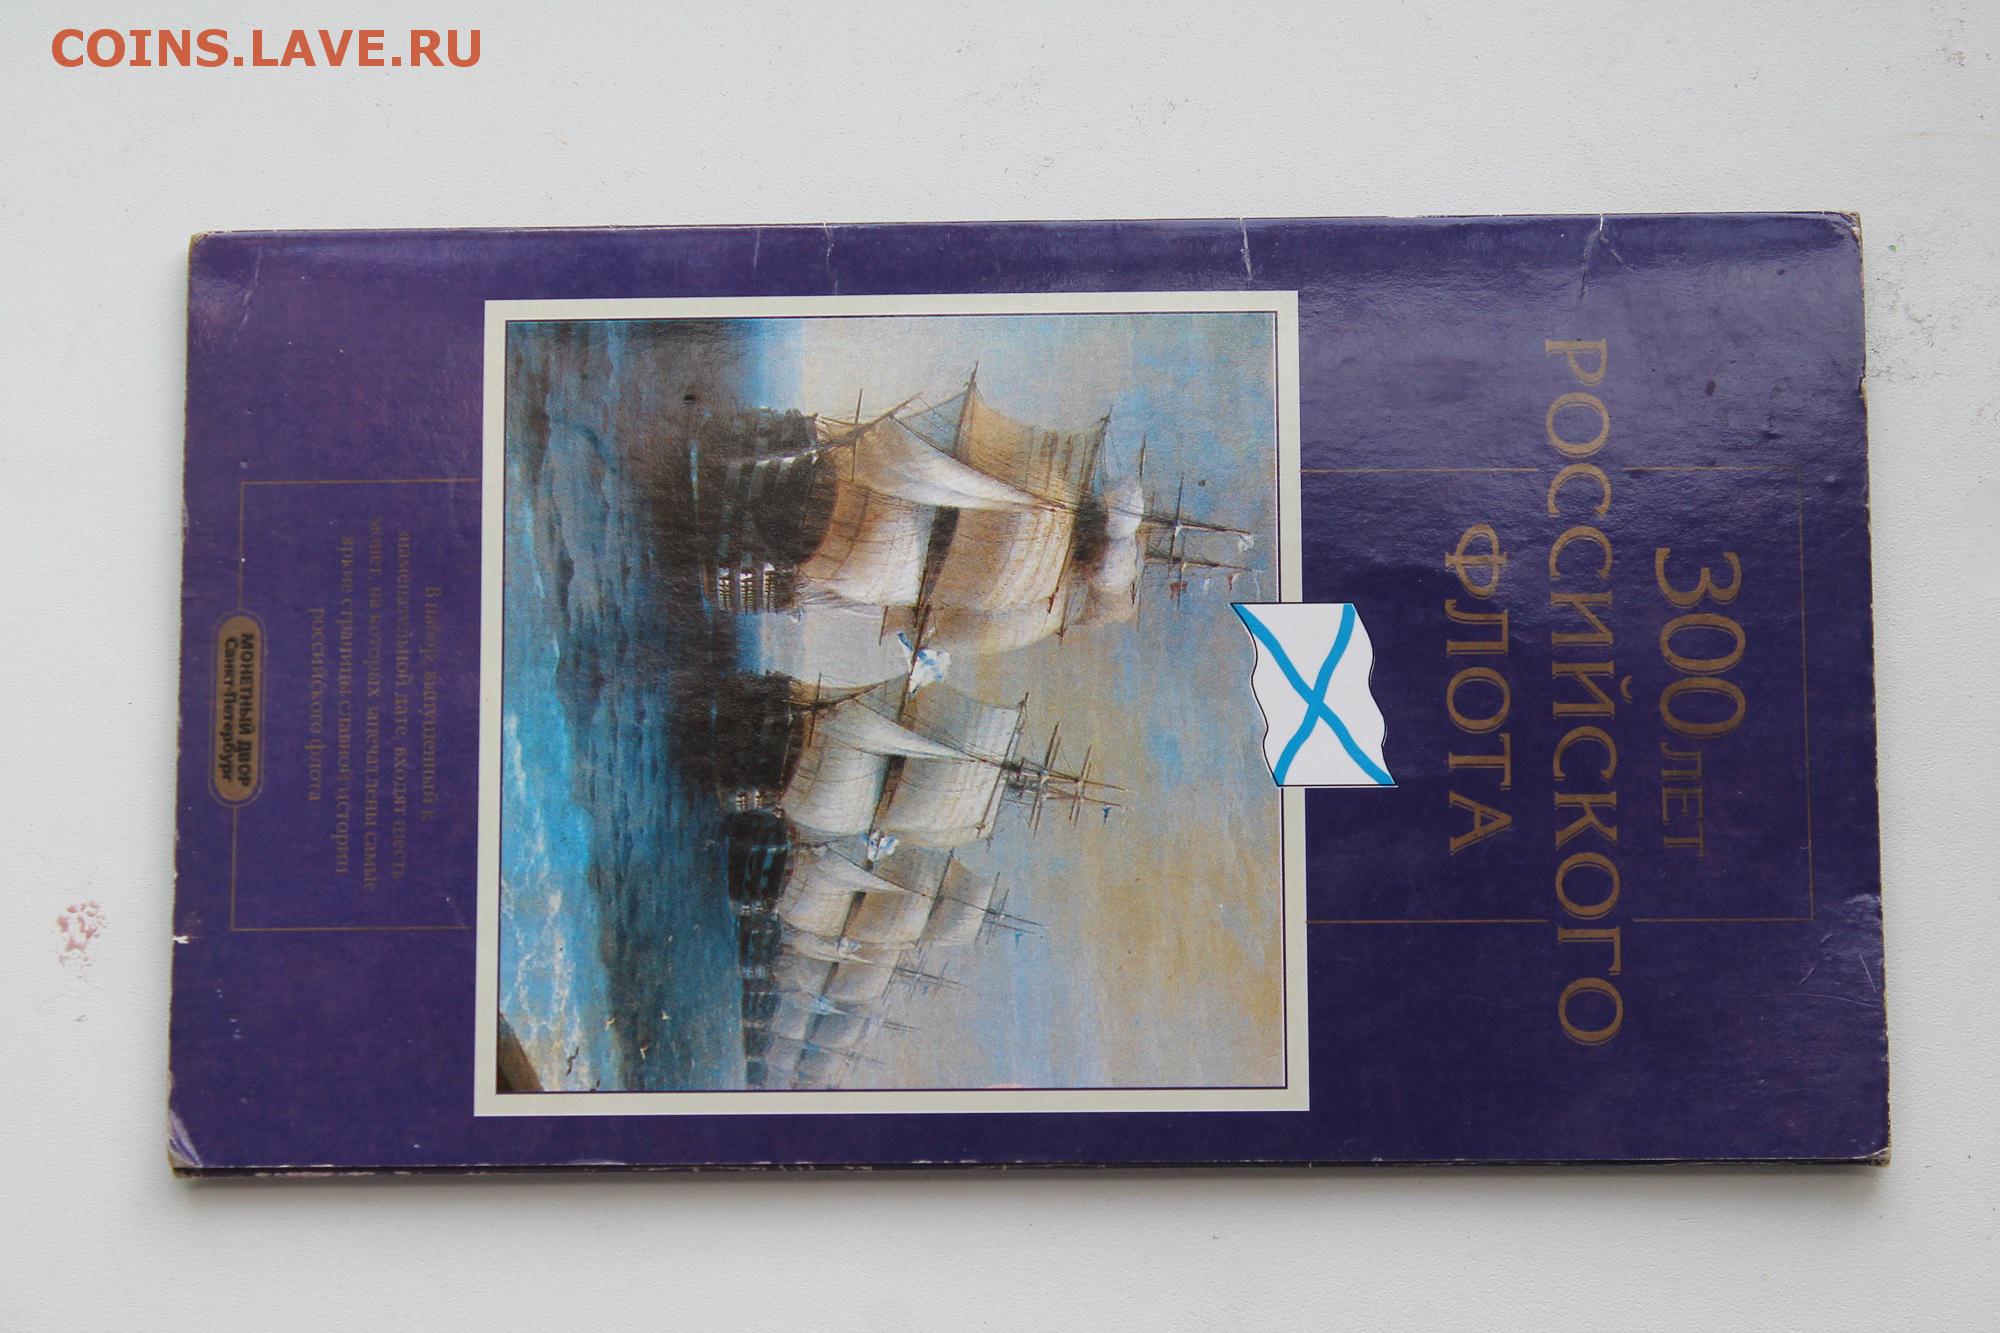 COINS.LAVE.RU
300 ЛЕТ
РОССИЙСКОГО
ФЛОТА
В набор, выпущенный к
знаменательной дате, входят шесть
монет, на которых запечатлены самые
яркие страницы славной истории
российского флота
МОНЕТНЫЙ ДВОР
Санкт-Петербург